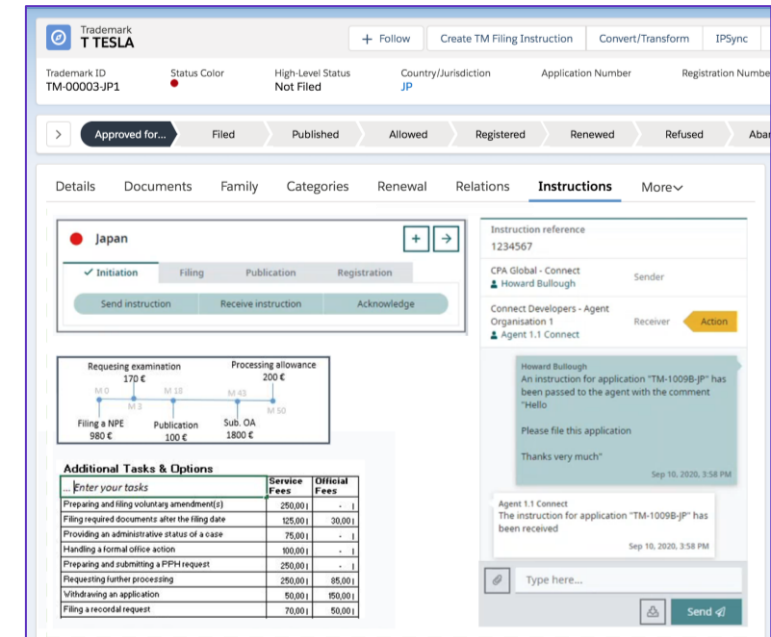 Trademark
T TESLA
+ Follow
Create TM Filing Instruction
Convert/Transform
IPSync
Trademark ID
Status Color
High-Level Status
Country/Jurisdiction
Application Number
Registration Numbe
TM-00003-JP1
Not Filed
JP
Approved for...
Filed
Published
Allowed
Registered
Renewed
Refused
Aban
Details
Documents
Family
Categories
Renewal
Relations
Instructions
More
Japan
+
✓ Initiation
Filing
Publication
Registration
Send instruction
Receive instruction
Acknowledge
Requesing examination
Processing allowance
170 €
200 €
M 0
M 18
M 43
M 3
M 50
Filing a NPE
Publication
Sub. OA
980 €
100 €
1800 €
Additional Tasks & Options
... Enter your tasks
Service Fees
Official Fees
Preparing and filing voluntary amendment(s) 250,00 -
Filing required documents after the filing date 125,00 30,00
Providing an administrative status of a case 75,00 -
Handling a formal office action 100,00 -
Preparing and submitting a PPH request 250,00 -
Requesting further processing 250,00 85,00
Withdrawing an application 50,00 150,00
Filing a recordal request 70,00 50,00
Instruction reference
1234567
CPA Global - Connect
Howard Bullough
Sender
Connect Developers - Agent
Organisation 1
Agent 1.1 Connect
Receiver
Action
Howard Bullough
An instruction for application "TM-1009B-JP" has
been passed to the agent with the comment
"Hello
Please file this application
Thanks very much"
Sep 10, 2020, 3:58 PM
Agent 1.1 Connect
The instruction for application "TM-1009B-JP" has
been received
Sep 10, 2020, 3:58 PM
Type here...
Send